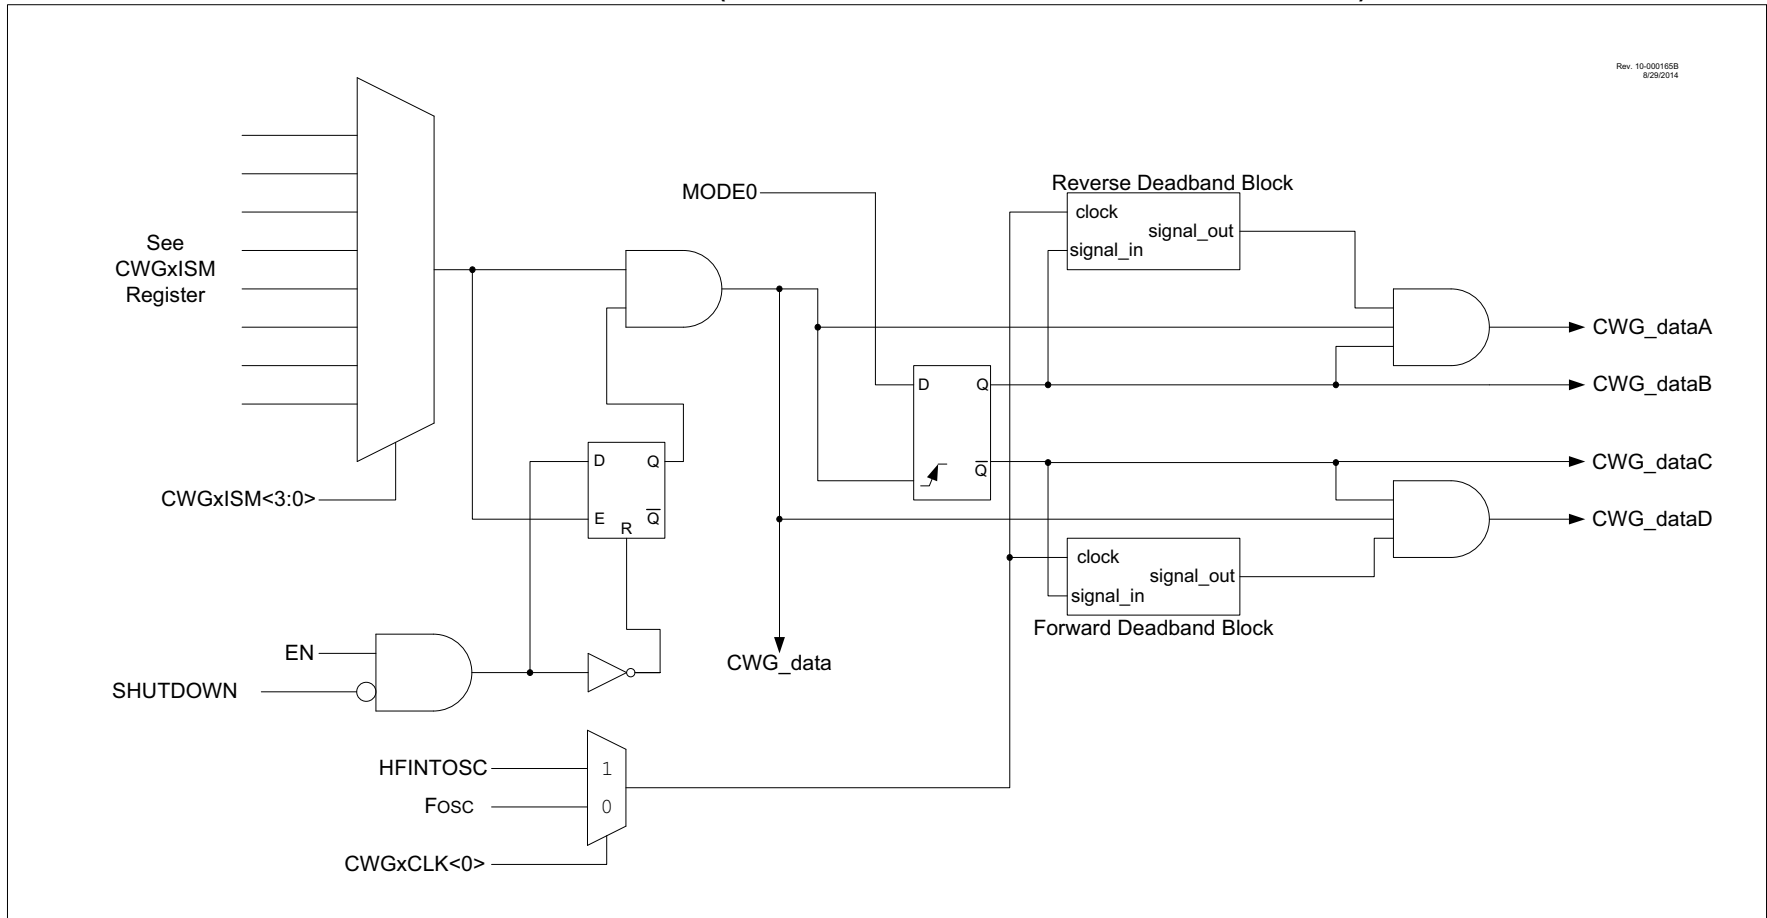 Rev. 10-000165B
8/29/2014
See
CWGxISM
Register
CWGxISM<3:0>
MODE0
Reverse Deadband Block
clock
signal_in
signal_out
D
Q
Q
CWG_dataA
CWG_dataB
CWG_dataC
CWG_dataD
D
Q
E
Q
R
clock
signal_in
signal_out
Forward Deadband Block
EN
SHUTDOWN
CWG_data
HFINTOSC
1
FOSC
0
CWGxCLK<0>